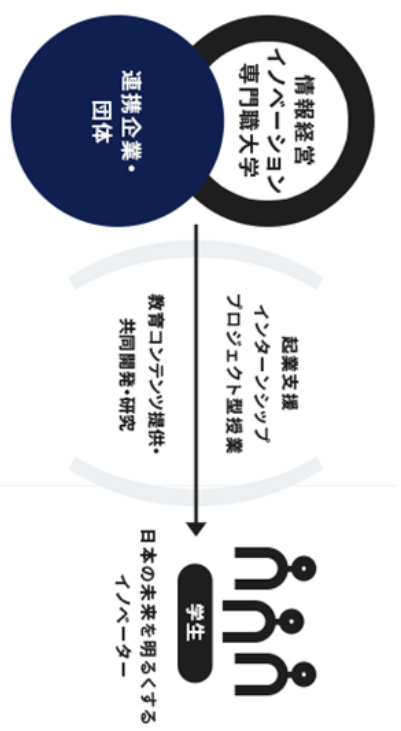 情報経営
イノベーション
専門職大学
連携企業・
団体
起業支援
インターンシップ
プロジェクト型授業
教育コンテンツ提供・
共同開発・研究
学生
日本の未来を明るくする
イノベーター